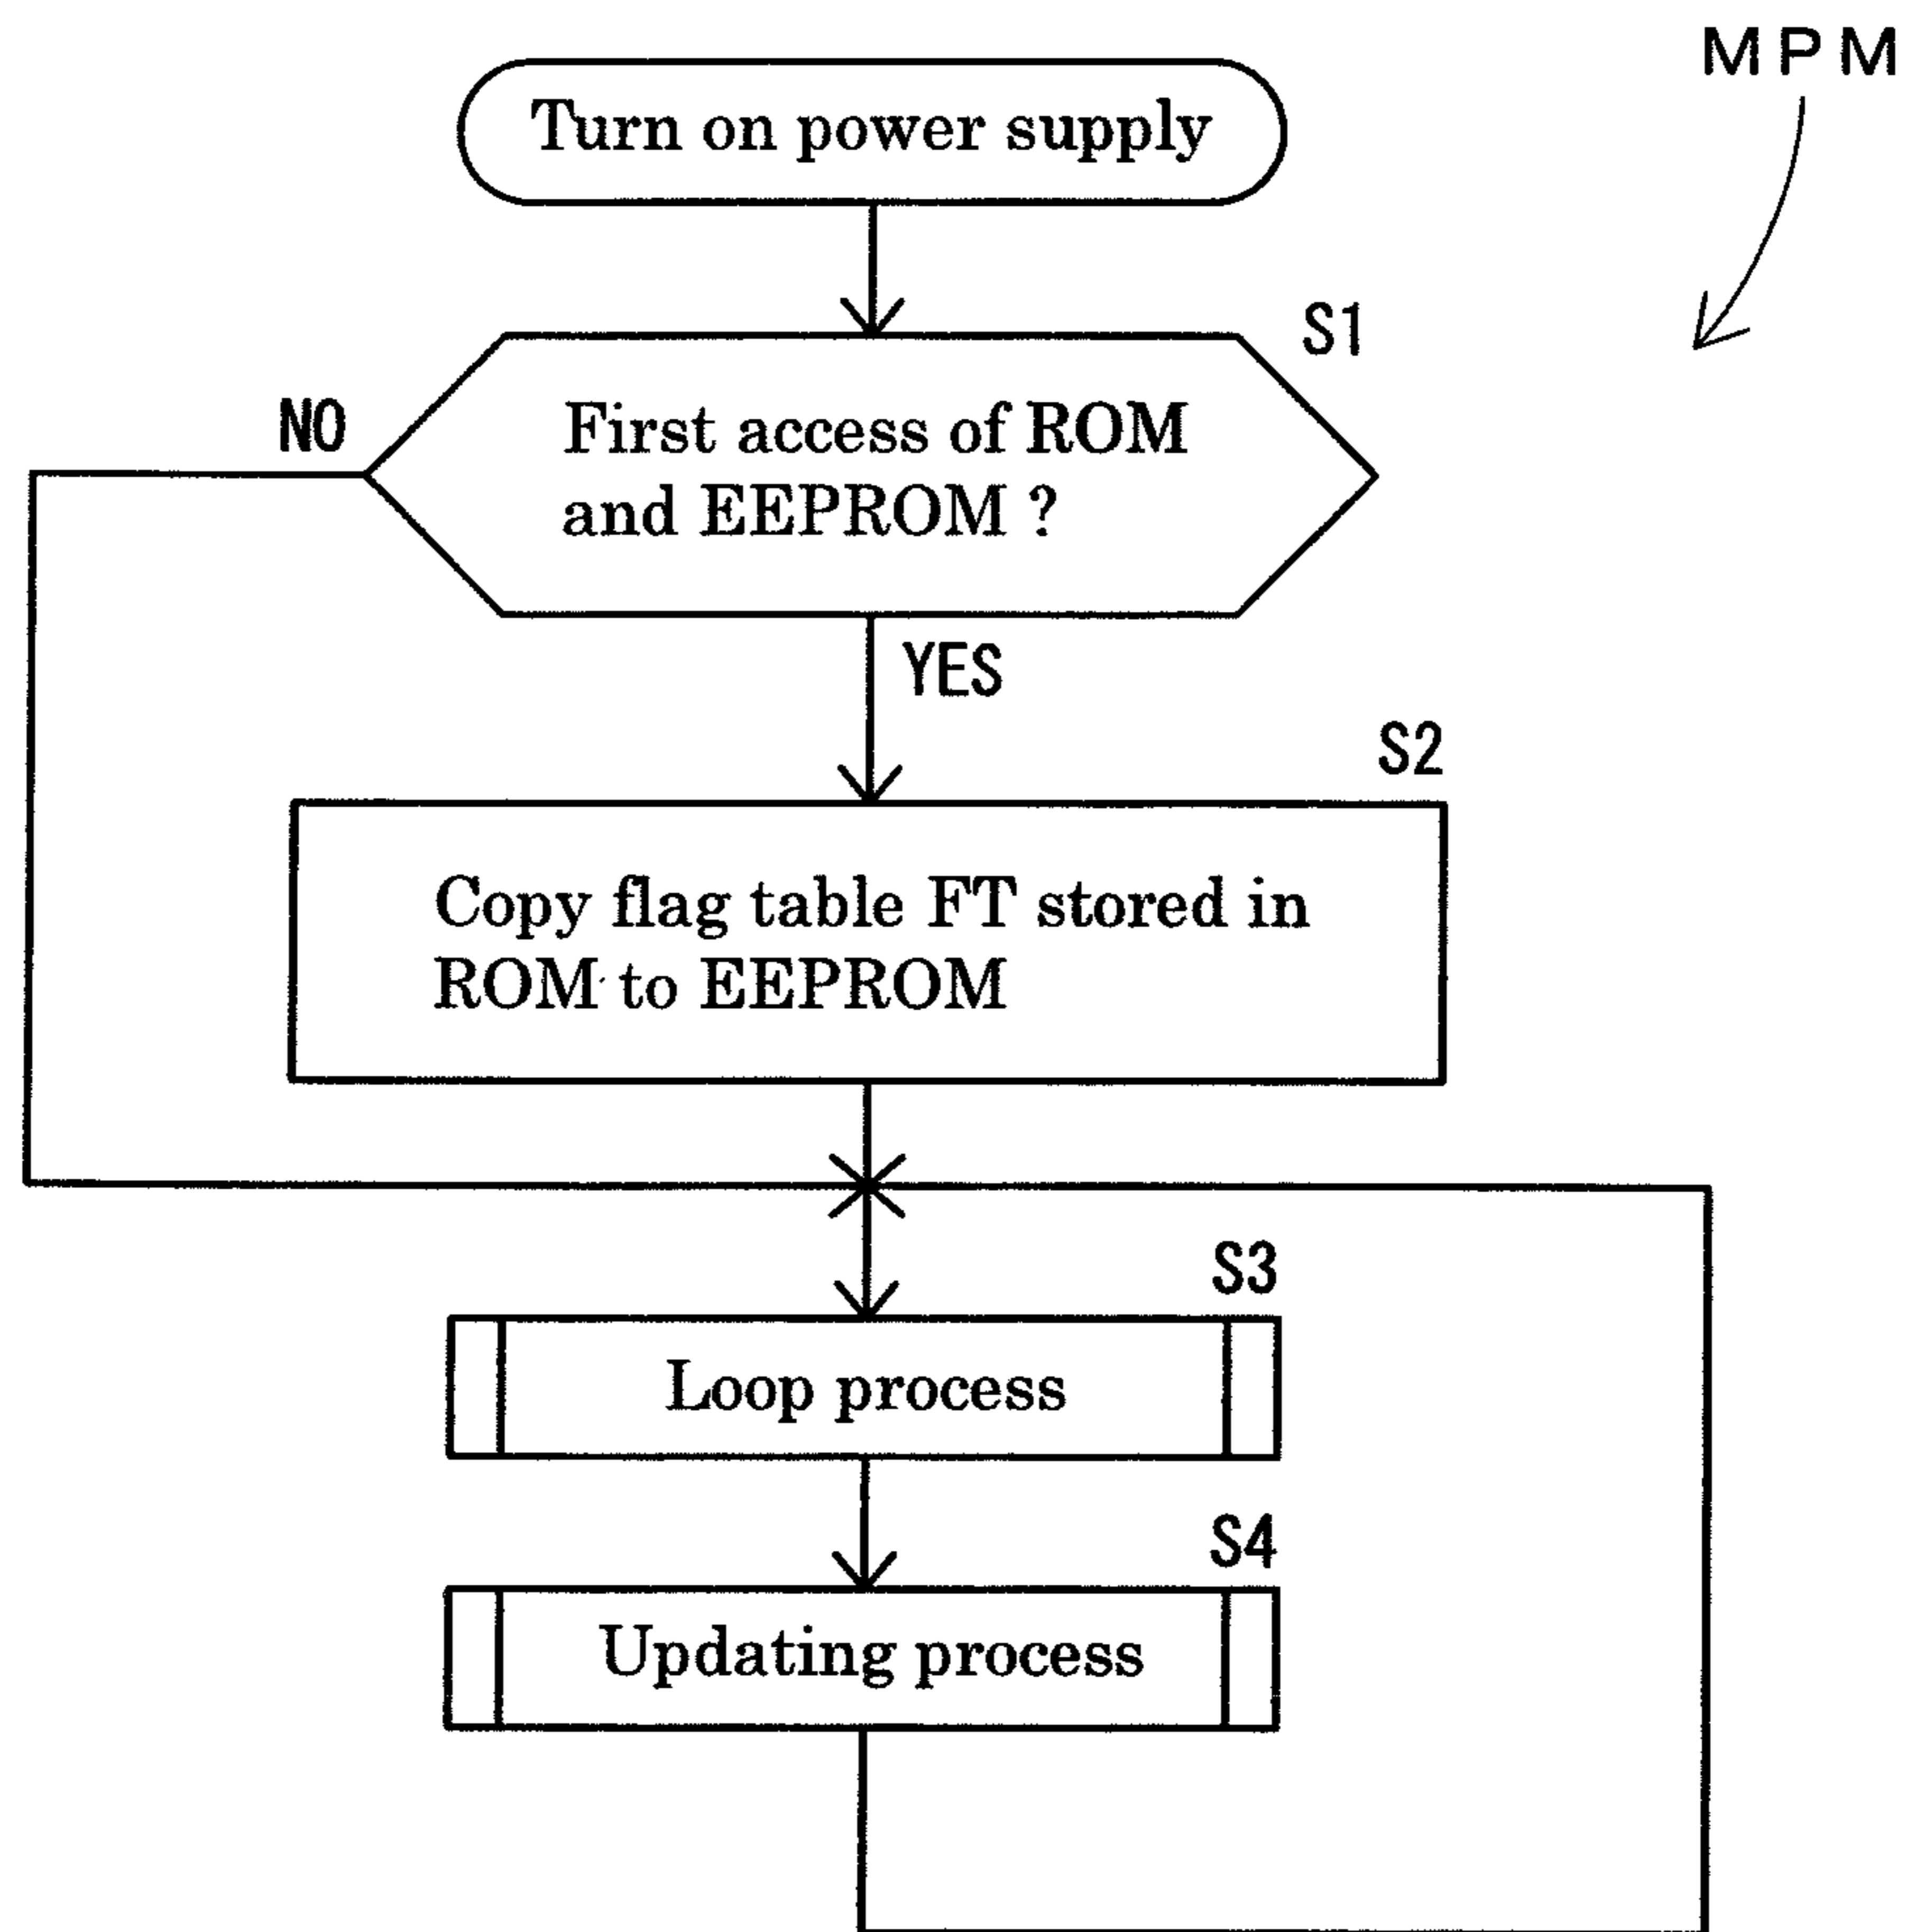 MPM
Turn on power supply
S1
NO
First access of ROM
and EEPROM ?
YES
S2
Copy flag table FT stored in
ROM to EEPROM
S3
Loop process
S4
Updating process